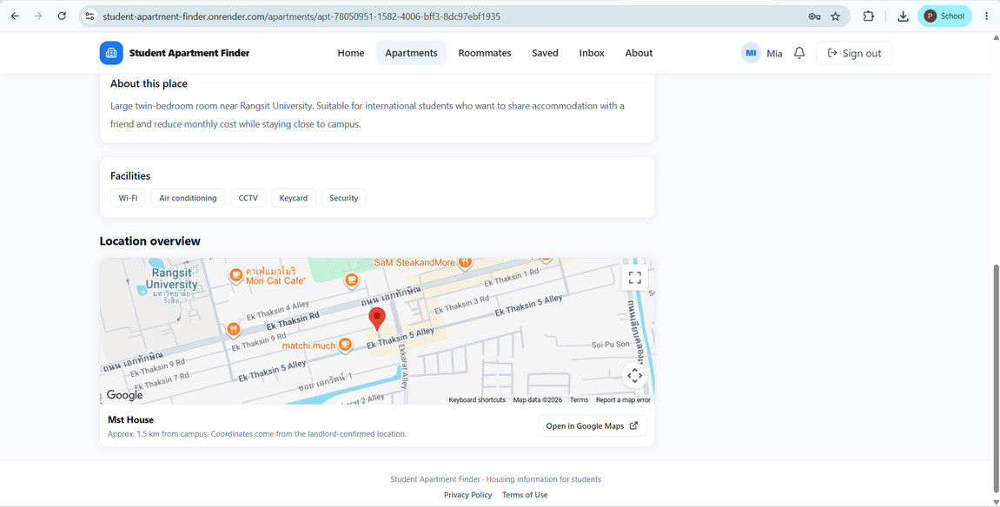 student-apartment-finder.onrender.com/apartments/apt-78050951-1582-4006-bff3-8dc97ebf1935
P School
Student Apartment Finder
Home Apartments Roommates Saved Inbox About
MI Mia Sign out
About this place
Large twin-bedroom room near Rangsit University. Suitable for international students who want to share accommodation with a
friend and reduce monthly cost while staying close to campus.
Facilities
Wi-Fi Air conditioning CCTV Keycard Security
Location overview
SaM SteakandMore
Rangsit
University
มหาวิทยาลัย
รังสิต
คาเฟ่แมวโมริ
Mori Cat Cafe'
Ek Thaksin 1 Rd
ถนน เอกทักษิณ
Ek Thaksin 3 Rd
Ek Thaksin 5 Alley
Ek Thaksin 4 Alley
Ek Thaksin Rd
Ek Thaksin 9 Rd
matchi.much
Ek Thaksin 5 Alley
Ekkarat Alley
Soi Pu Son
ถนน เอกทักษิณ
Ek Thaksin 9 Rd
Ek Thaksin 7 Rd
Ek Thaksin 5 Alley
ซอย เอกรัตน์ 1
Google
Keyboard shortcuts Map data ©2026 Terms Report a map error
Mst House
Approx. 1.5 km from campus. Coordinates come from the landlord-confirmed location.
Open in Google Maps
Student Apartment Finder · Housing information for students
Privacy Policy Terms of Use